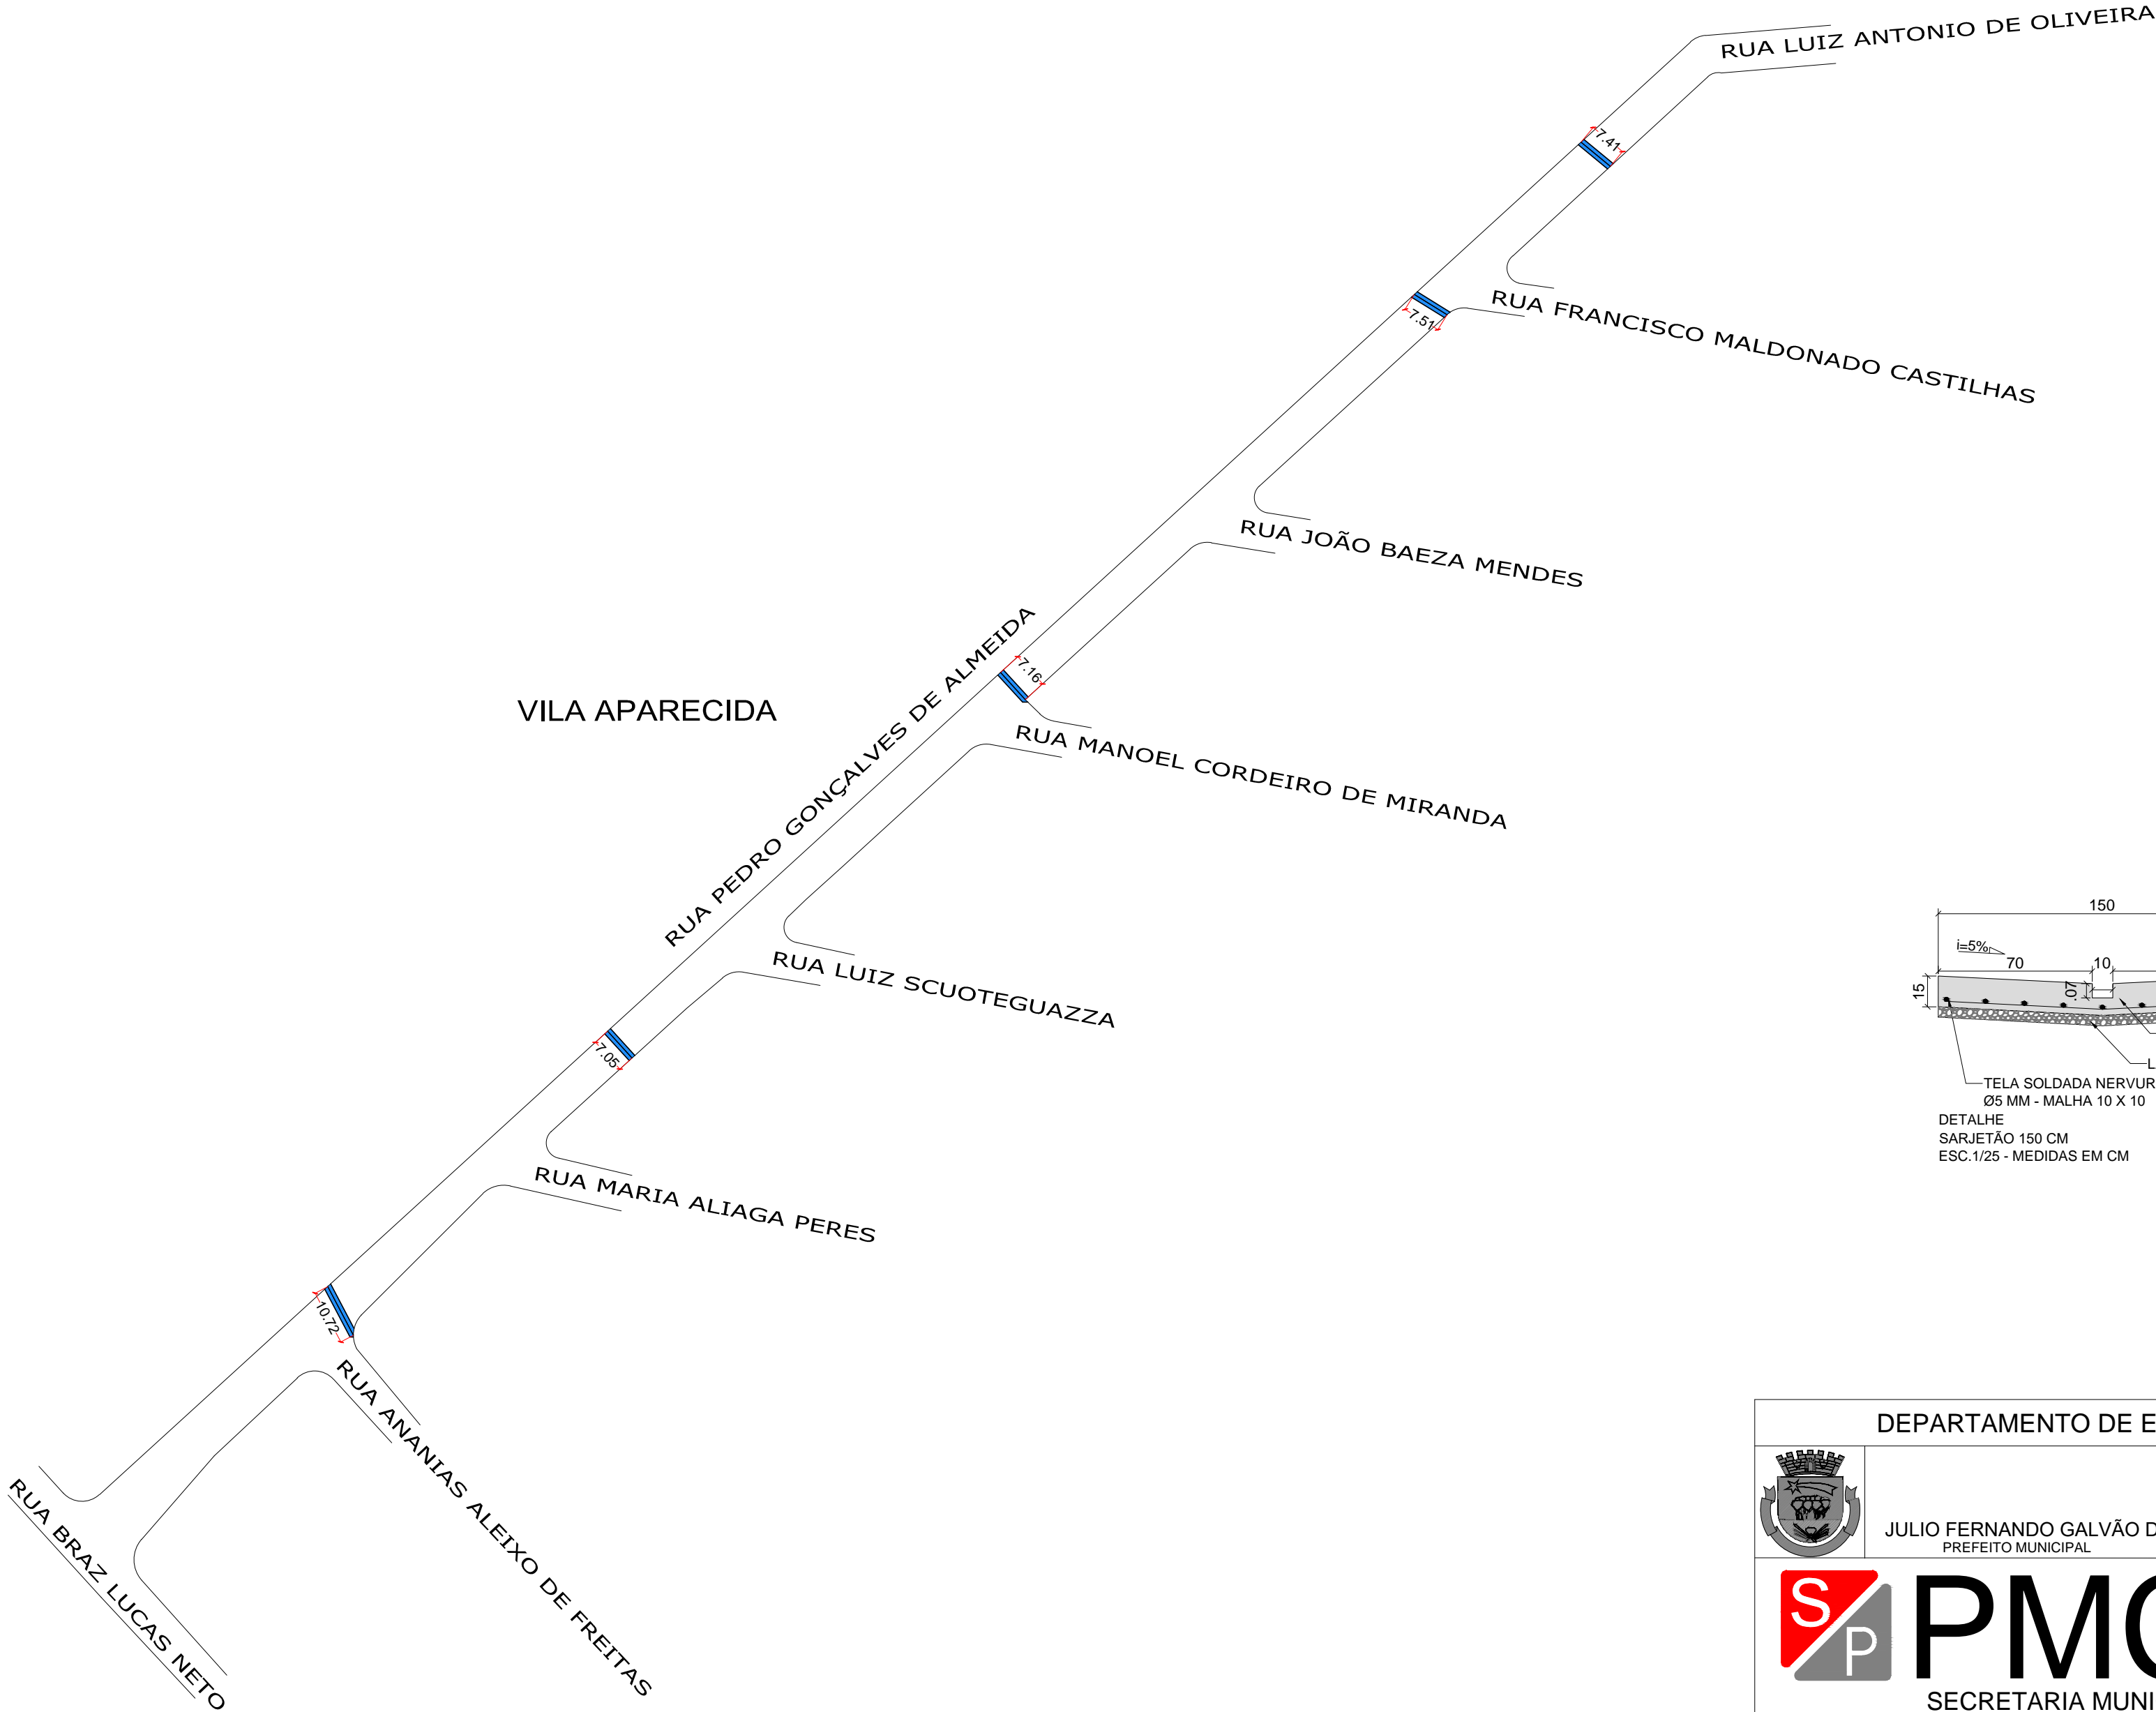 RUA LUIZ ANTONIO DE OLIVEIRA
7.41
RUA FRANCISCO MALDONADO CASTILHAS
7.51
RUA JOÃO BAEZA MENDES
RUA PEDRO GONÇALVES DE ALMEIDA
7.16
VILA APARECIDA
RUA MANOEL CORDEIRO DE MIRANDA
RUA LUIZ SCUOTEGUAZZA
7.05
RUA MARIA ALIAGA PERES
10.72
RUA ANANIAS ALEIXO DE FREITAS
RUA BRAZ LUCAS NETO
150
i=5%
70
10
15
.07
L
TELA SOLDADA NERVUR
Ø5 MM - MALHA 10 X 10
DETALHE
SARJETÃO 150 CM
ESC.1/25 - MEDIDAS EM CM
DEPARTAMENTO DE E
JULIO FERNANDO GALVÃO D
PREFEITO MUNICIPAL
S
P
PM
SECRETARIA MUNI